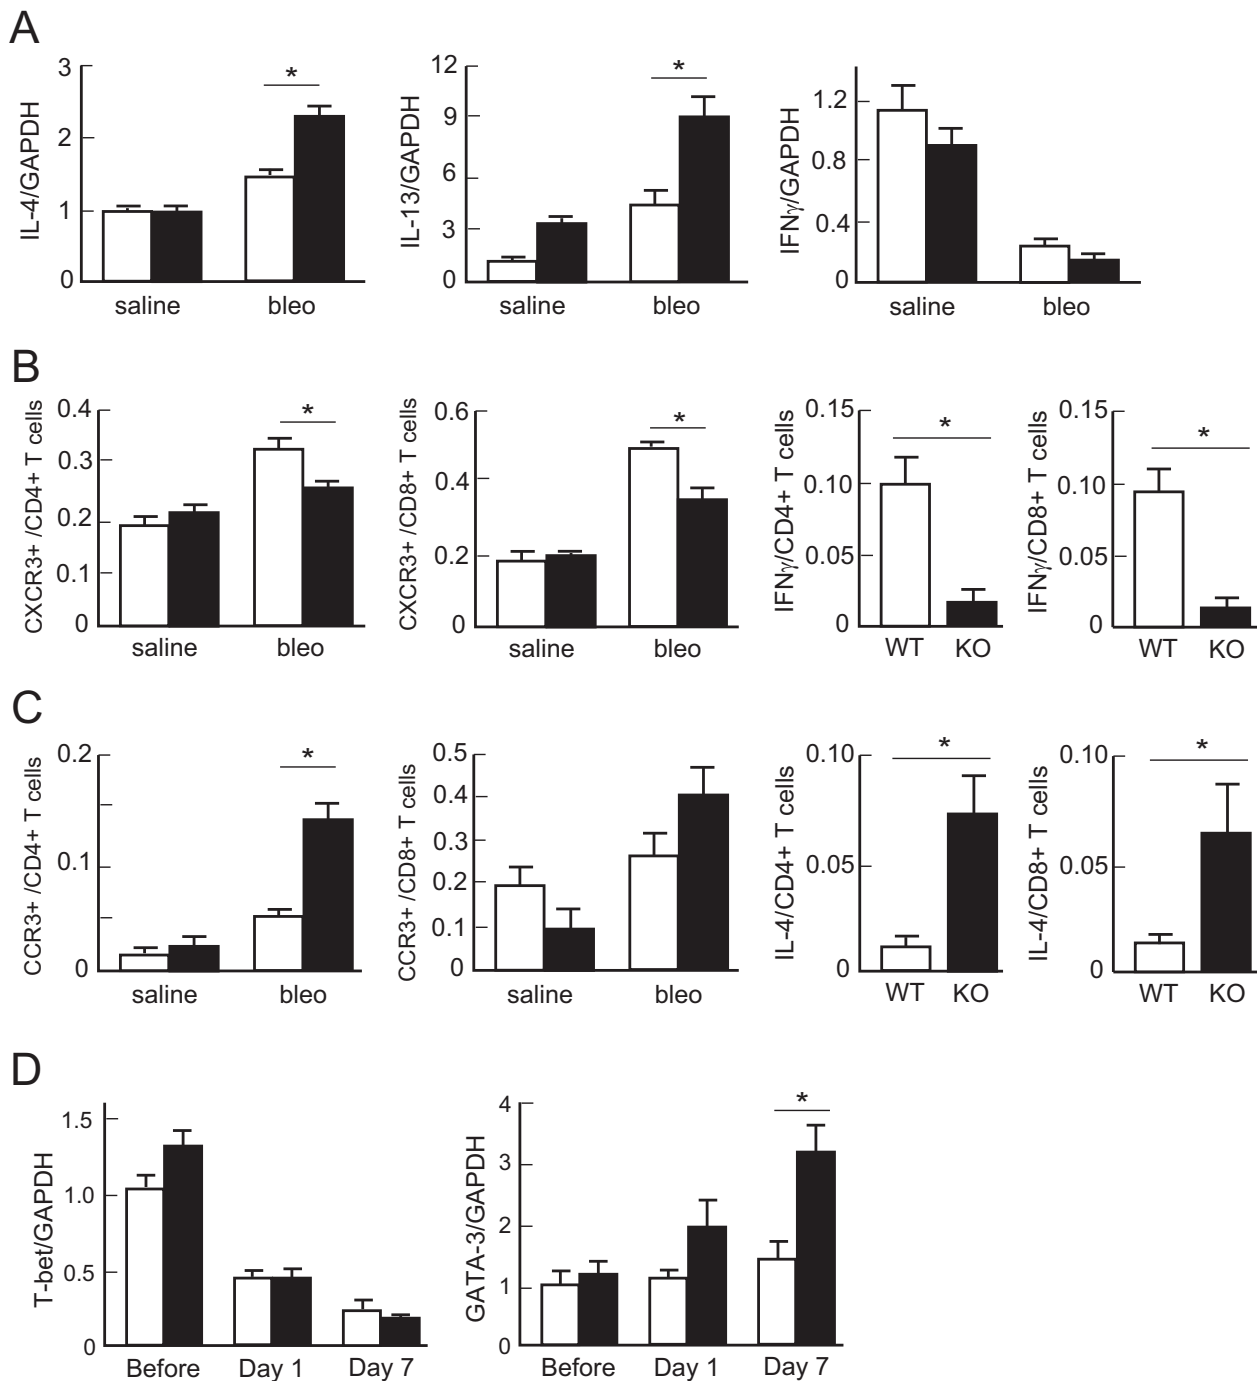 A
IL-4/GAPDH
3
2
1
0
*
saline
bleo
IL-13/GAPDH
12
9
6
3
0
*
saline
bleo
IFNγ/GAPDH
1.2
0.8
0.4
0
saline
bleo
B
CXCR3+ /CD4+ T cells
0.4
0.3
0.2
0.1
0
*
saline
bleo
CXCR3+ /CD8+ T cells
0.6
0.4
0.2
0
*
saline
bleo
IFNγ/CD4+ T cells
0.15
0.10
0.05
0
*
WT
KO
IFNγ/CD8+ T cells
0.15
0.10
0.05
0
*
WT
KO
C
CCR3+ /CD4+ T cells
0.2
0.1
0
*
saline
bleo
CCR3+ /CD8+ T cells
0.5
0.4
0.3
0.2
0.1
0
saline
bleo
IL-4/CD4+ T cells
0.10
0.05
0
*
WT
KO
IL-4/CD8+ T cells
0.10
0.05
0
*
WT
KO
D
T-bet/GAPDH
1.5
1.0
0.5
0
Before
Day 1
Day 7
GATA-3/GAPDH
4
3
2
1
0
*
Before
Day 1
Day 7